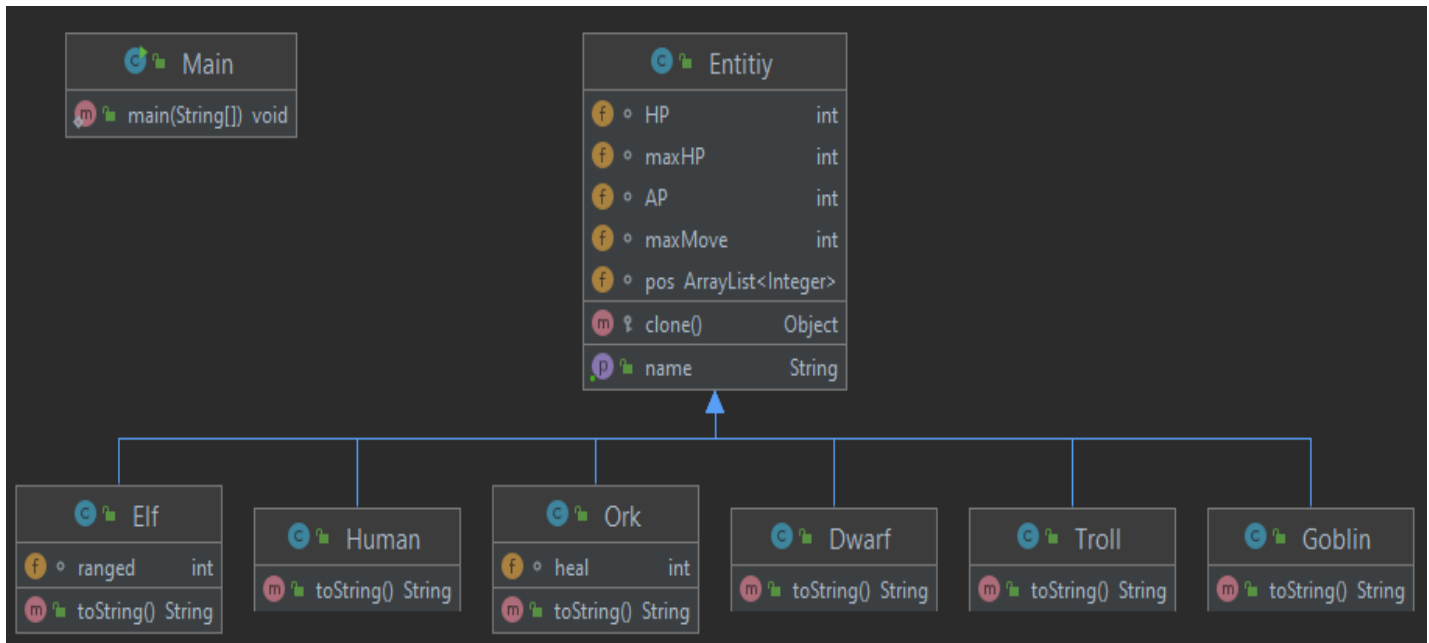 Main
main(String[]) void
Entitiy
HP int
maxHP int
AP int
maxMove int
pos ArrayList<Integer>
clone() Object
name String
Elf
ranged int
toString() String
Human
toString() String
Ork
heal int
toString() String
Dwarf
toString() String
Troll
toString() String
Goblin
toString() String